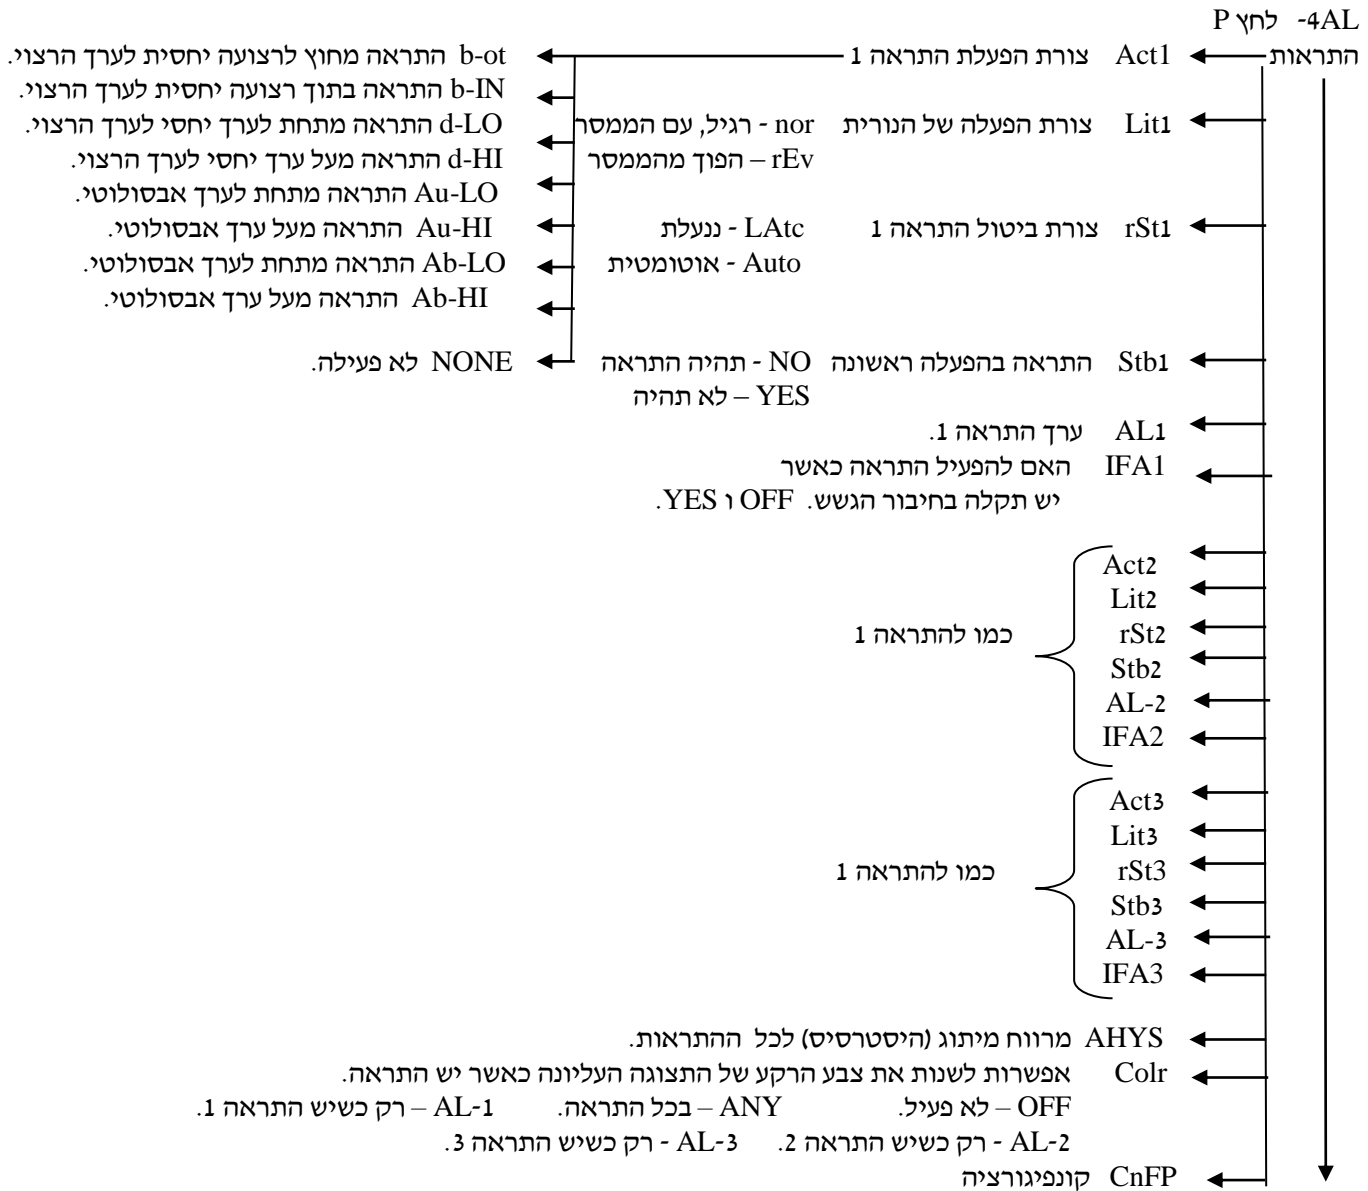 4AL-  לחץ P
התראות
Act1  צורת הפעלת התראה 1  b-ot התראה מחוץ לרצועה יחסית לערך הרצוי.
b-IN התראה בתוך רצועה יחסית לערך הרצוי.
Lit1  צורת הפעלה של הנורית  nor - רגיל, עם הממסר  d-LO התראה מתחת לערך יחסי לערך הרצוי.
rEv – הפוך מהממסר  d-HI התראה מעל ערך יחסי לערך הרצוי.
Au-LO התראה מתחת לערך אבסולוטי.
rSt1  צורת ביטול התראה 1  LAtc - ננעלת  Au-HI  התראה מעל ערך אבסולוטי.
Auto - אוטומטית  Ab-LO התראה מתחת לערך אבסולוטי.
Ab-HI  התראה מעל ערך אבסולוטי.
Stb1  התראה בהפעלה ראשונה  NO - תהיה התראה  NONE  לא פעילה.
YES – לא תהיה
AL1  ערך התראה 1.
IFA1  האם להפעיל התראה כאשר
יש תקלה בחיבור הגשש.  OFF ו YES.
Act2
Lit2
rSt2  כמו להתראה 1
Stb2
AL-2
IFA2
Act3
Lit3
rSt3  כמו להתראה 1
Stb3
AL-3
IFA3
AHYS  מרווח מיתוג (היסטרסיס) לכל  ההתראות.
Colr  אפשרות לשנות את צבע הרקע של התצוגה העליונה כאשר יש התראה.
OFF – לא פעיל.  ANY – בכל התראה.  AL-1 – רק כשיש התראה 1.
AL-2 - רק כשיש התראה 2.  AL-3 - רק כשיש התראה 3.
CnFP  קונפיגורציה